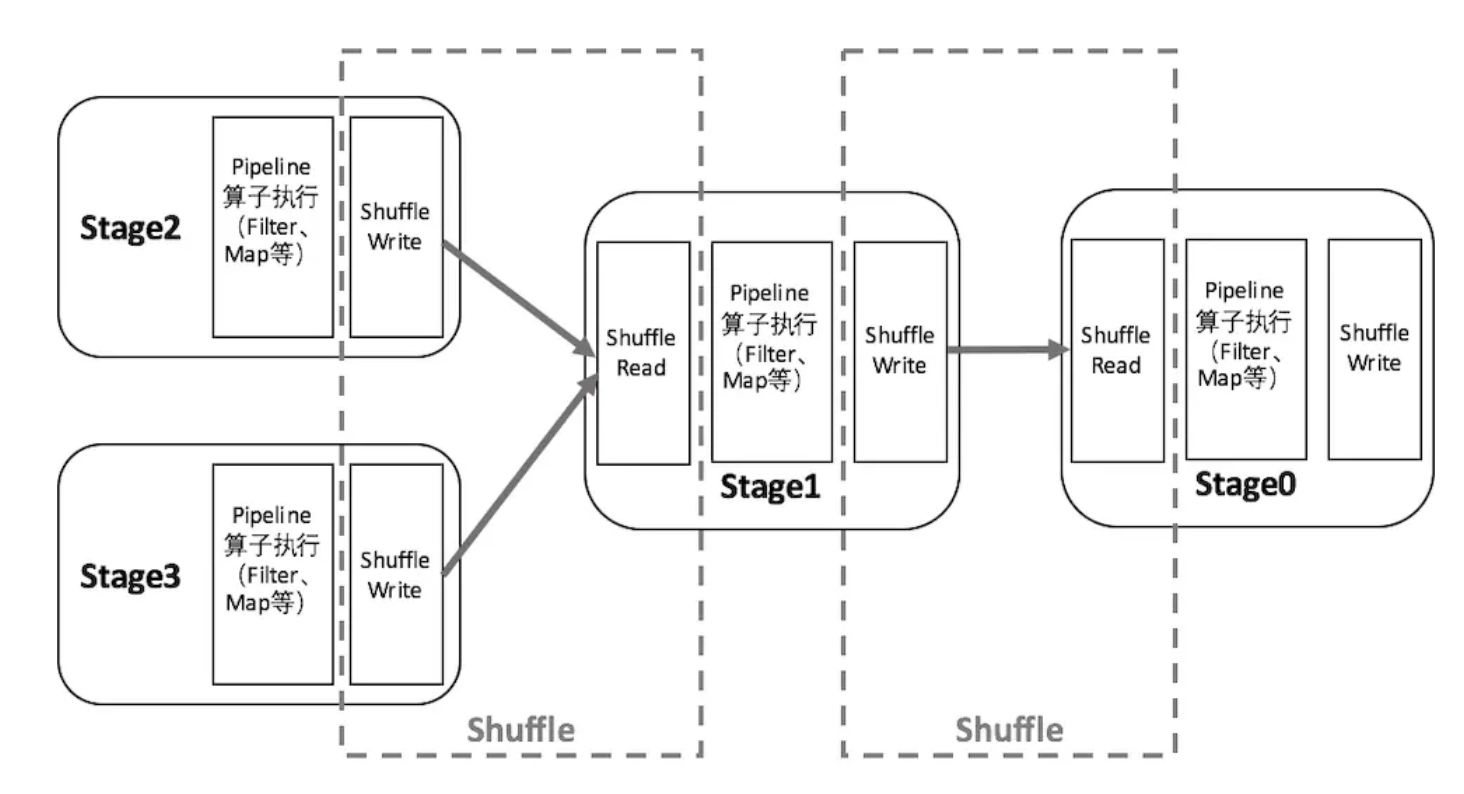 Stage2
Pipeline
算子执行
（Filter、
Map等）
Shuffle
Write
Stage3
Pipeline
算子执行
（Filter、
Map等）
Shuffle
Write
Shuffle
Shuffle
Read
Pipeline
算子执行
（Filter、
Map等）
Shuffle
Write
Stage1
Shuffle
Shuffle
Read
Pipeline
算子执行
（Filter、
Map等）
Shuffle
Write
Stage0